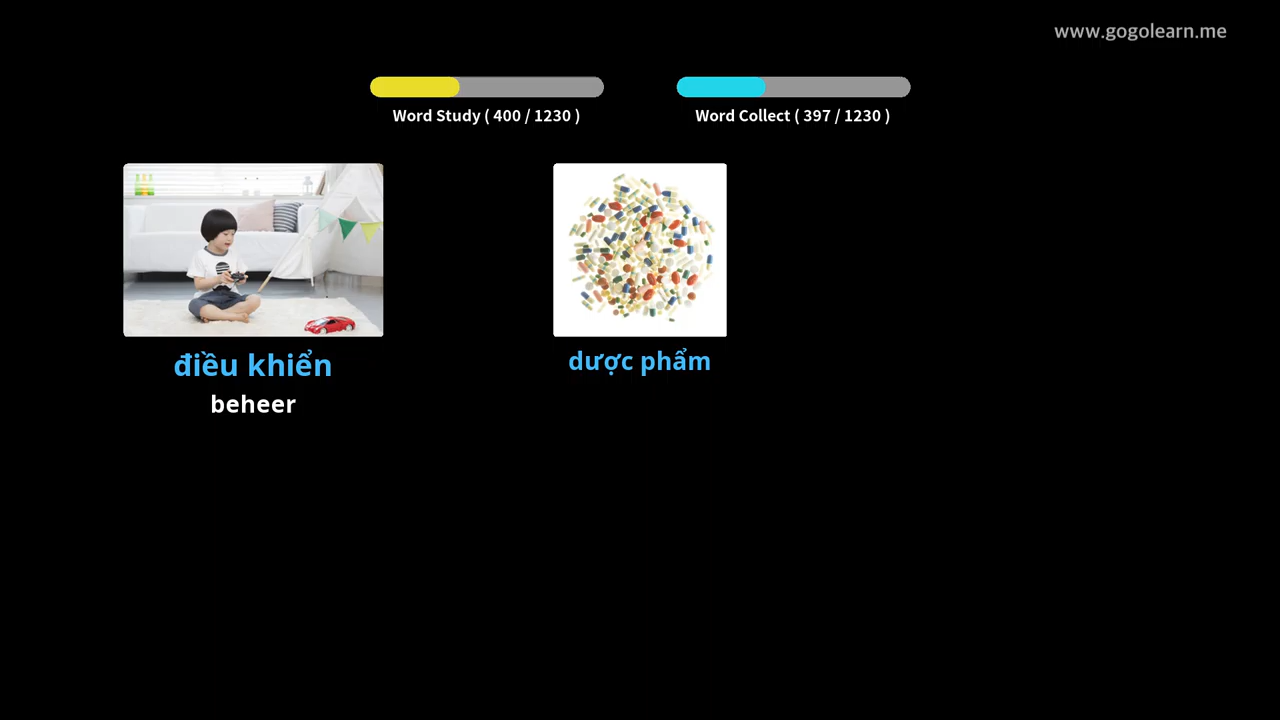 www.gogolearn.me
Word Study ( 400 / 1230 )
Word Collect ( 397 / 1230 )
điều khiển
beheer
dược phẩm